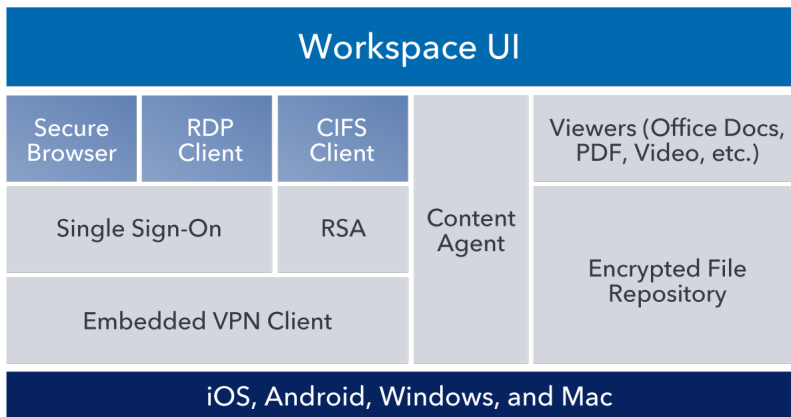 Workspace UI
Secure
Browser
RDP
Client
CIFS
Client
Content
Agent
Viewers (Office Docs,
PDF, Video, etc.)
Single Sign-On
RSA
Encrypted File
Repository
Embedded VPN Client
iOS, Android, Windows, and Mac